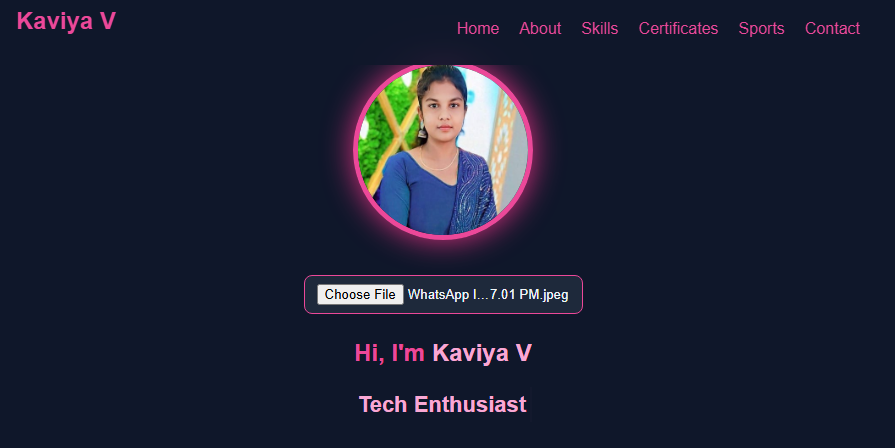 Kaviya V
Home About Skills Certificates Sports Contact
Choose File WhatsApp I...7.01 PM.jpeg
Hi, I'm Kaviya V
Tech Enthusiast